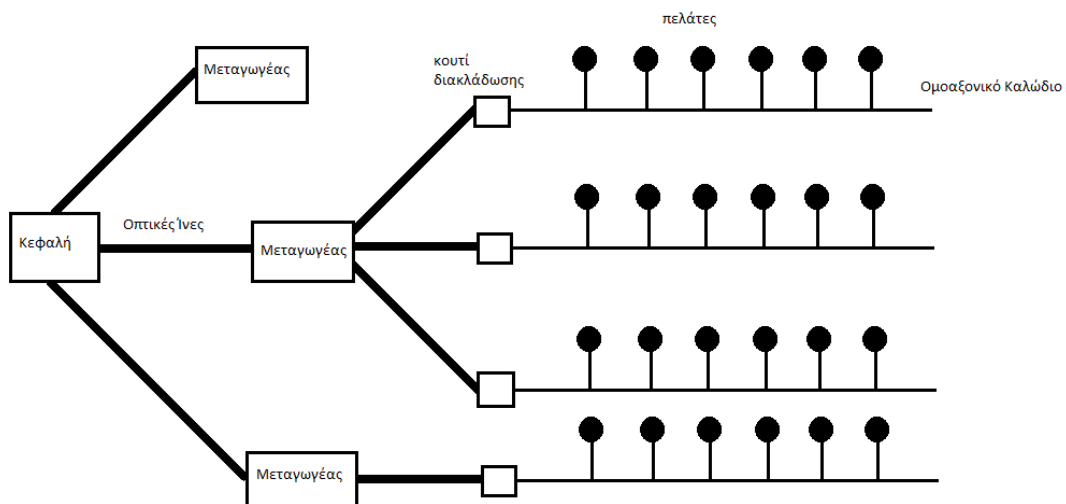 πελάτες
Μεταγωγέας
κουτί
διακλάδωσης
Ομοαξονικό Καλώδιο
Κεφαλή
Οπτικές Ίνες
Μεταγωγέας
Μεταγωγέας